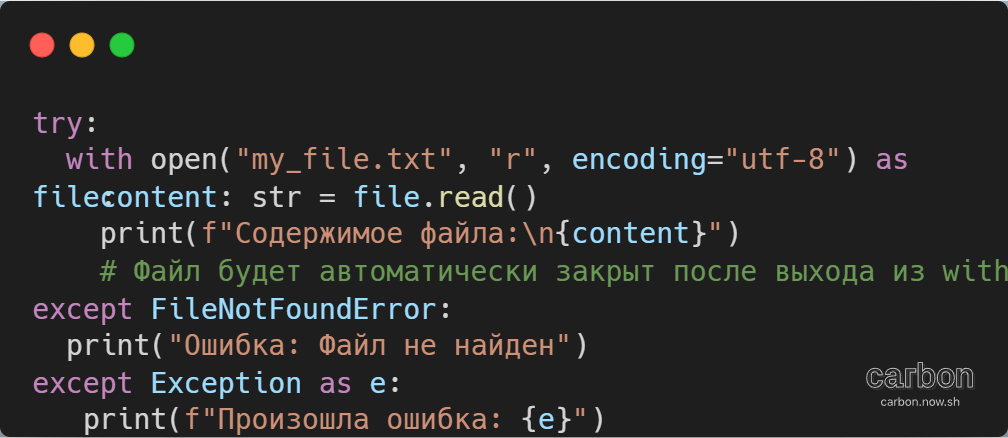 try:
  with open("my_file.txt", "r", encoding="utf-8") as
file:content: str = file.read()
    print(f"Содержимое файла:\n{content}")
    # Файл будет автоматически закрыт после выхода из with
except FileNotFoundError:
  print("Ошибка: Файл не найден")
except Exception as e:
   print(f"Произошла ошибка: {e}")
carbon
carbon.now.sh